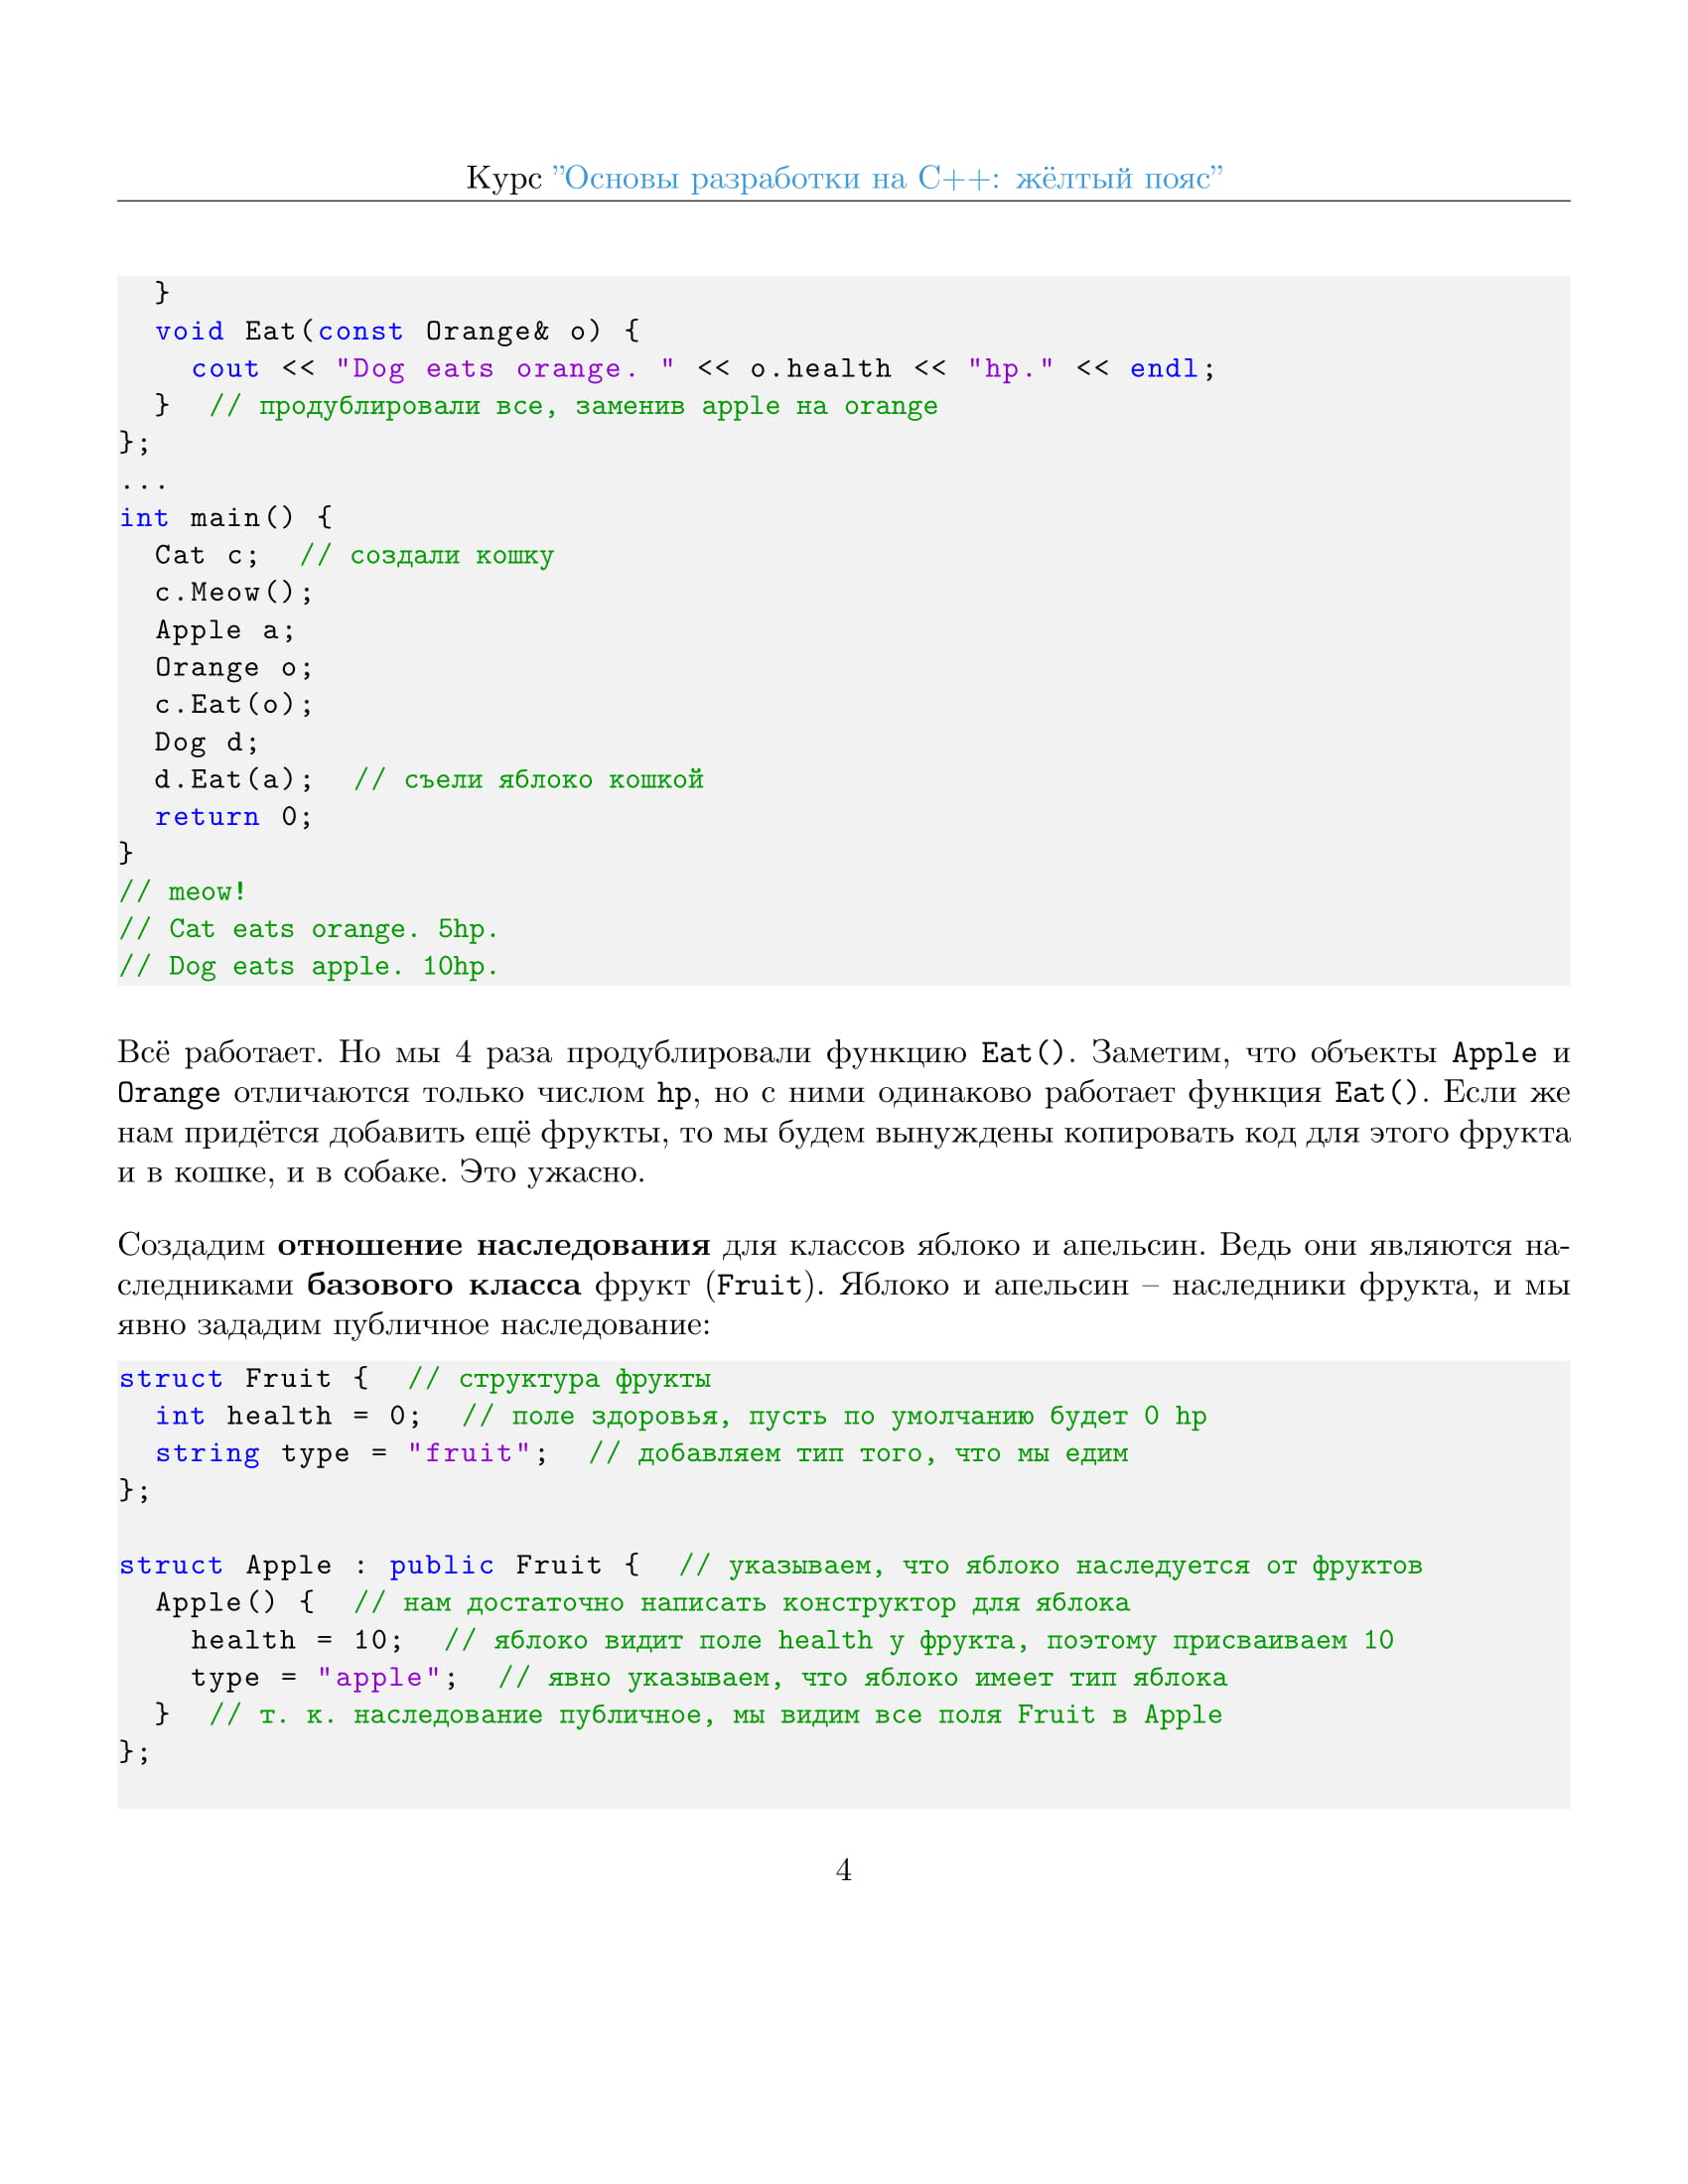 Курс ”Основы разработки на C++: жёлтый пояс”
  }
  void Eat(const Orange& o) {
    cout << "Dog eats orange. " << o.health << "hp." << endl;
  }  // продублировали все, заменив apple на orange
};
...
int main() {
  Cat c;  // создали кошку
  c.Meow();
  Apple a;
  Orange o;
  c.Eat(o);
  Dog d;
  d.Eat(a);  // съели яблоко кошкой
  return 0;
}
// meow!
// Cat eats orange. 5hp.
// Dog eats apple. 10hp.
Всё работает. Но мы 4 раза продублировали функцию Eat(). Заметим, что объекты Apple и
Orange отличаются только числом hp, но с ними одинаково работает функция Eat(). Если же
нам придётся добавить ещё фрукты, то мы будем вынуждены копировать код для этого фрукта
и в кошке, и в собаке. Это ужасно.
Создадим отношение наследования для классов яблоко и апельсин. Ведь они являются на-
следниками базового класса фрукт (Fruit). Яблоко и апельсин – наследники фрукта, и мы
явно зададим публичное наследование:
struct Fruit {  // структура фрукты
  int health = 0;  // поле здоровья, пусть по умолчанию будет 0 hp
  string type = "fruit";  // добавляем тип того, что мы едим
};
struct Apple : public Fruit {  // указываем, что яблоко наследуется от фруктов
  Apple() {  // нам достаточно написать конструктор для яблока
    health = 10;  // яблоко видит поле health у фрукта, поэтому присваиваем 10
    type = "apple";  // явно указываем, что яблоко имеет тип яблока
  }  // т. к. наследование публичное, мы видим все поля Fruit в Apple
};
4